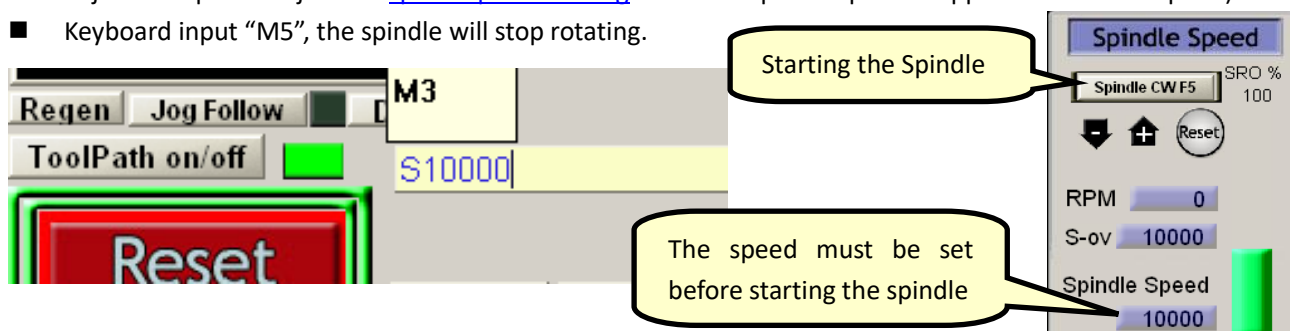 ■ Keyboard input “M5”, the spindle will stop rotating.
Regen Jog Follow
M3
ToolPath on/off
S10000
Reset
Starting the Spindle
The speed must be set
before starting the spindle
Spindle Speed
Spindle CW F5 SRO %
100
Reset
RPM 0
S-ov 10000
Spindle Speed
10000